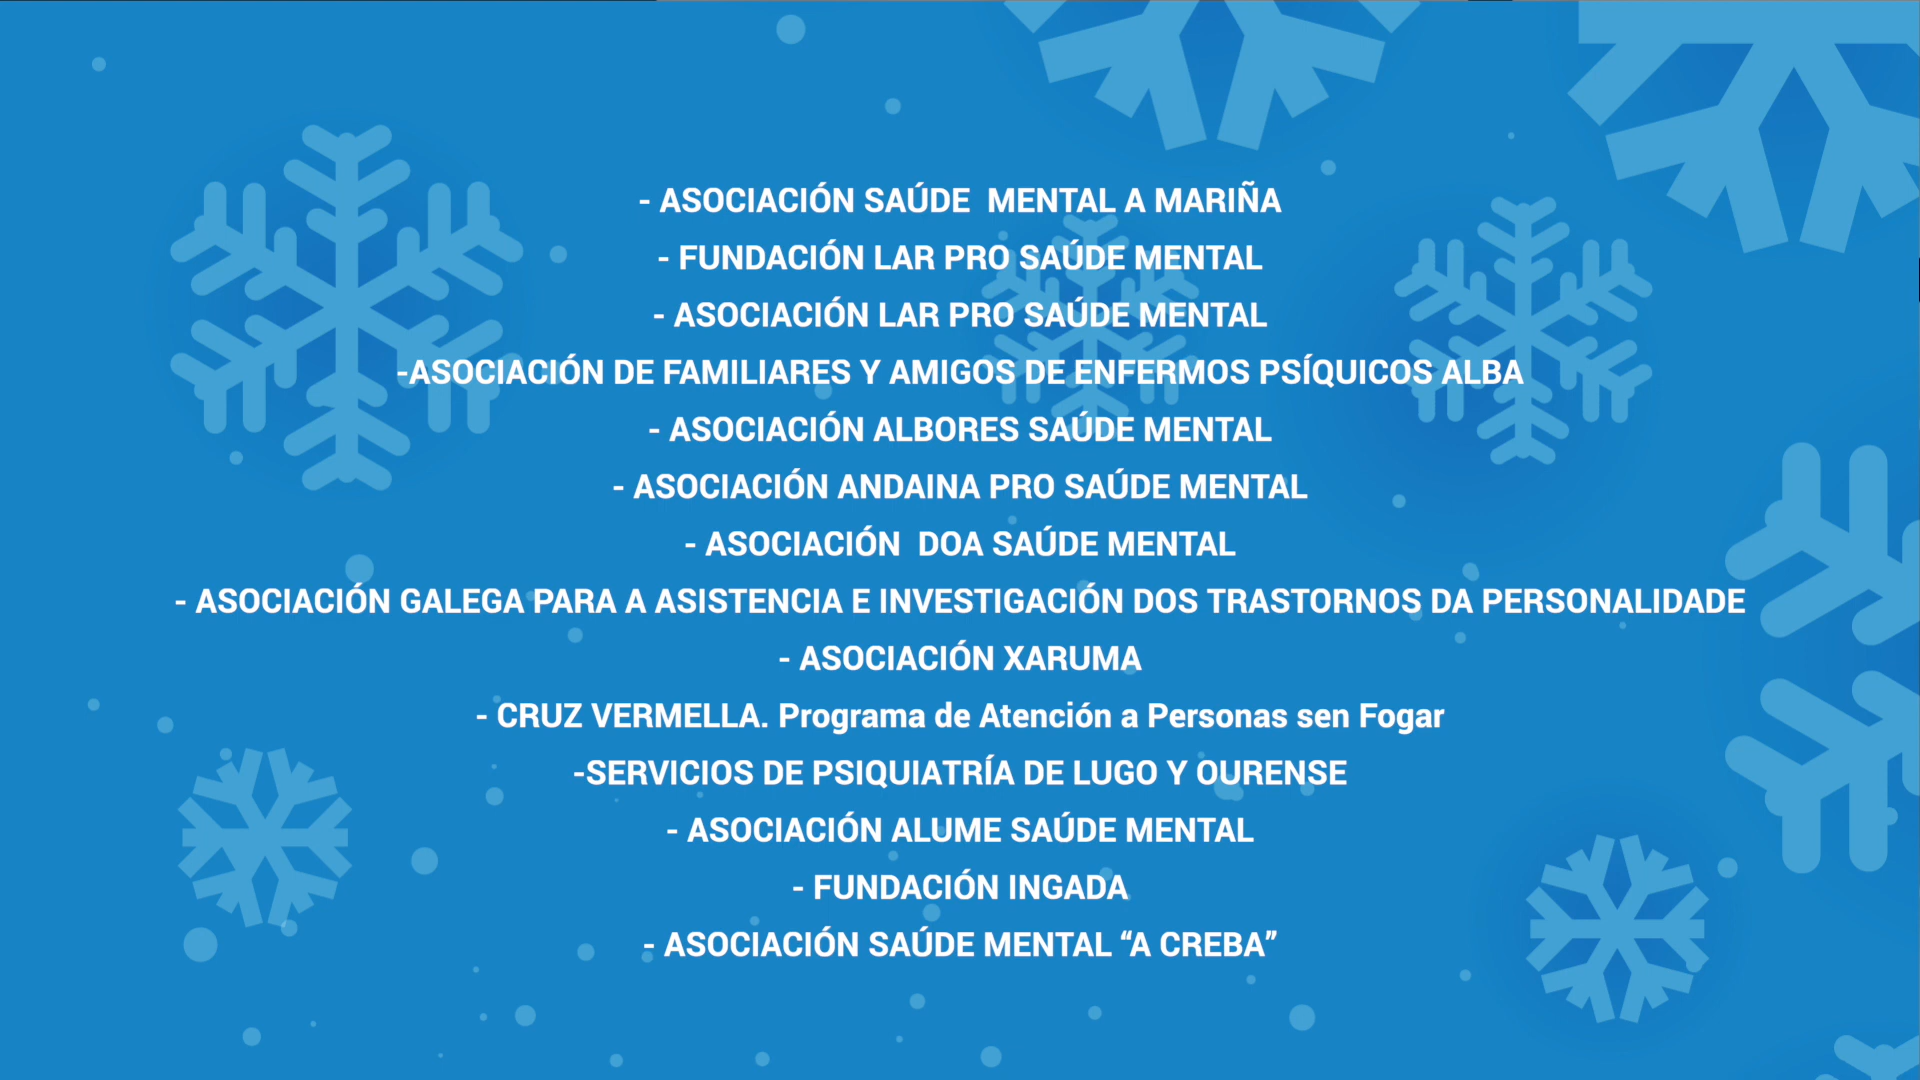 - ASOCIACIÓN SAÚDE  MENTAL A MARIÑA
- FUNDACIÓN LAR PRO SAÚDE MENTAL
- ASOCIACIÓN LAR PRO SAÚDE MENTAL
-ASOCIACIÓN DE FAMILIARES Y AMIGOS DE ENFERMOS PSÍQUICOS ALBA
- ASOCIACIÓN ALBORES SAÚDE MENTAL
- ASOCIACIÓN ANDAINA PRO SAÚDE MENTAL
- ASOCIACIÓN  DOA SAÚDE MENTAL
- ASOCIACIÓN GALEGA PARA A ASISTENCIA E INVESTIGACIÓN DOS TRASTORNOS DA PERSONALIDADE
- ASOCIACIÓN XARUMA
- CRUZ VERMELLA. Programa de Atención a Personas sen Fogar
-SERVICIOS DE PSIQUIATRÍA DE LUGO Y OURENSE
- ASOCIACIÓN ALUME SAÚDE MENTAL
- FUNDACIÓN INGADA
- ASOCIACIÓN SAÚDE MENTAL “A CREBA”